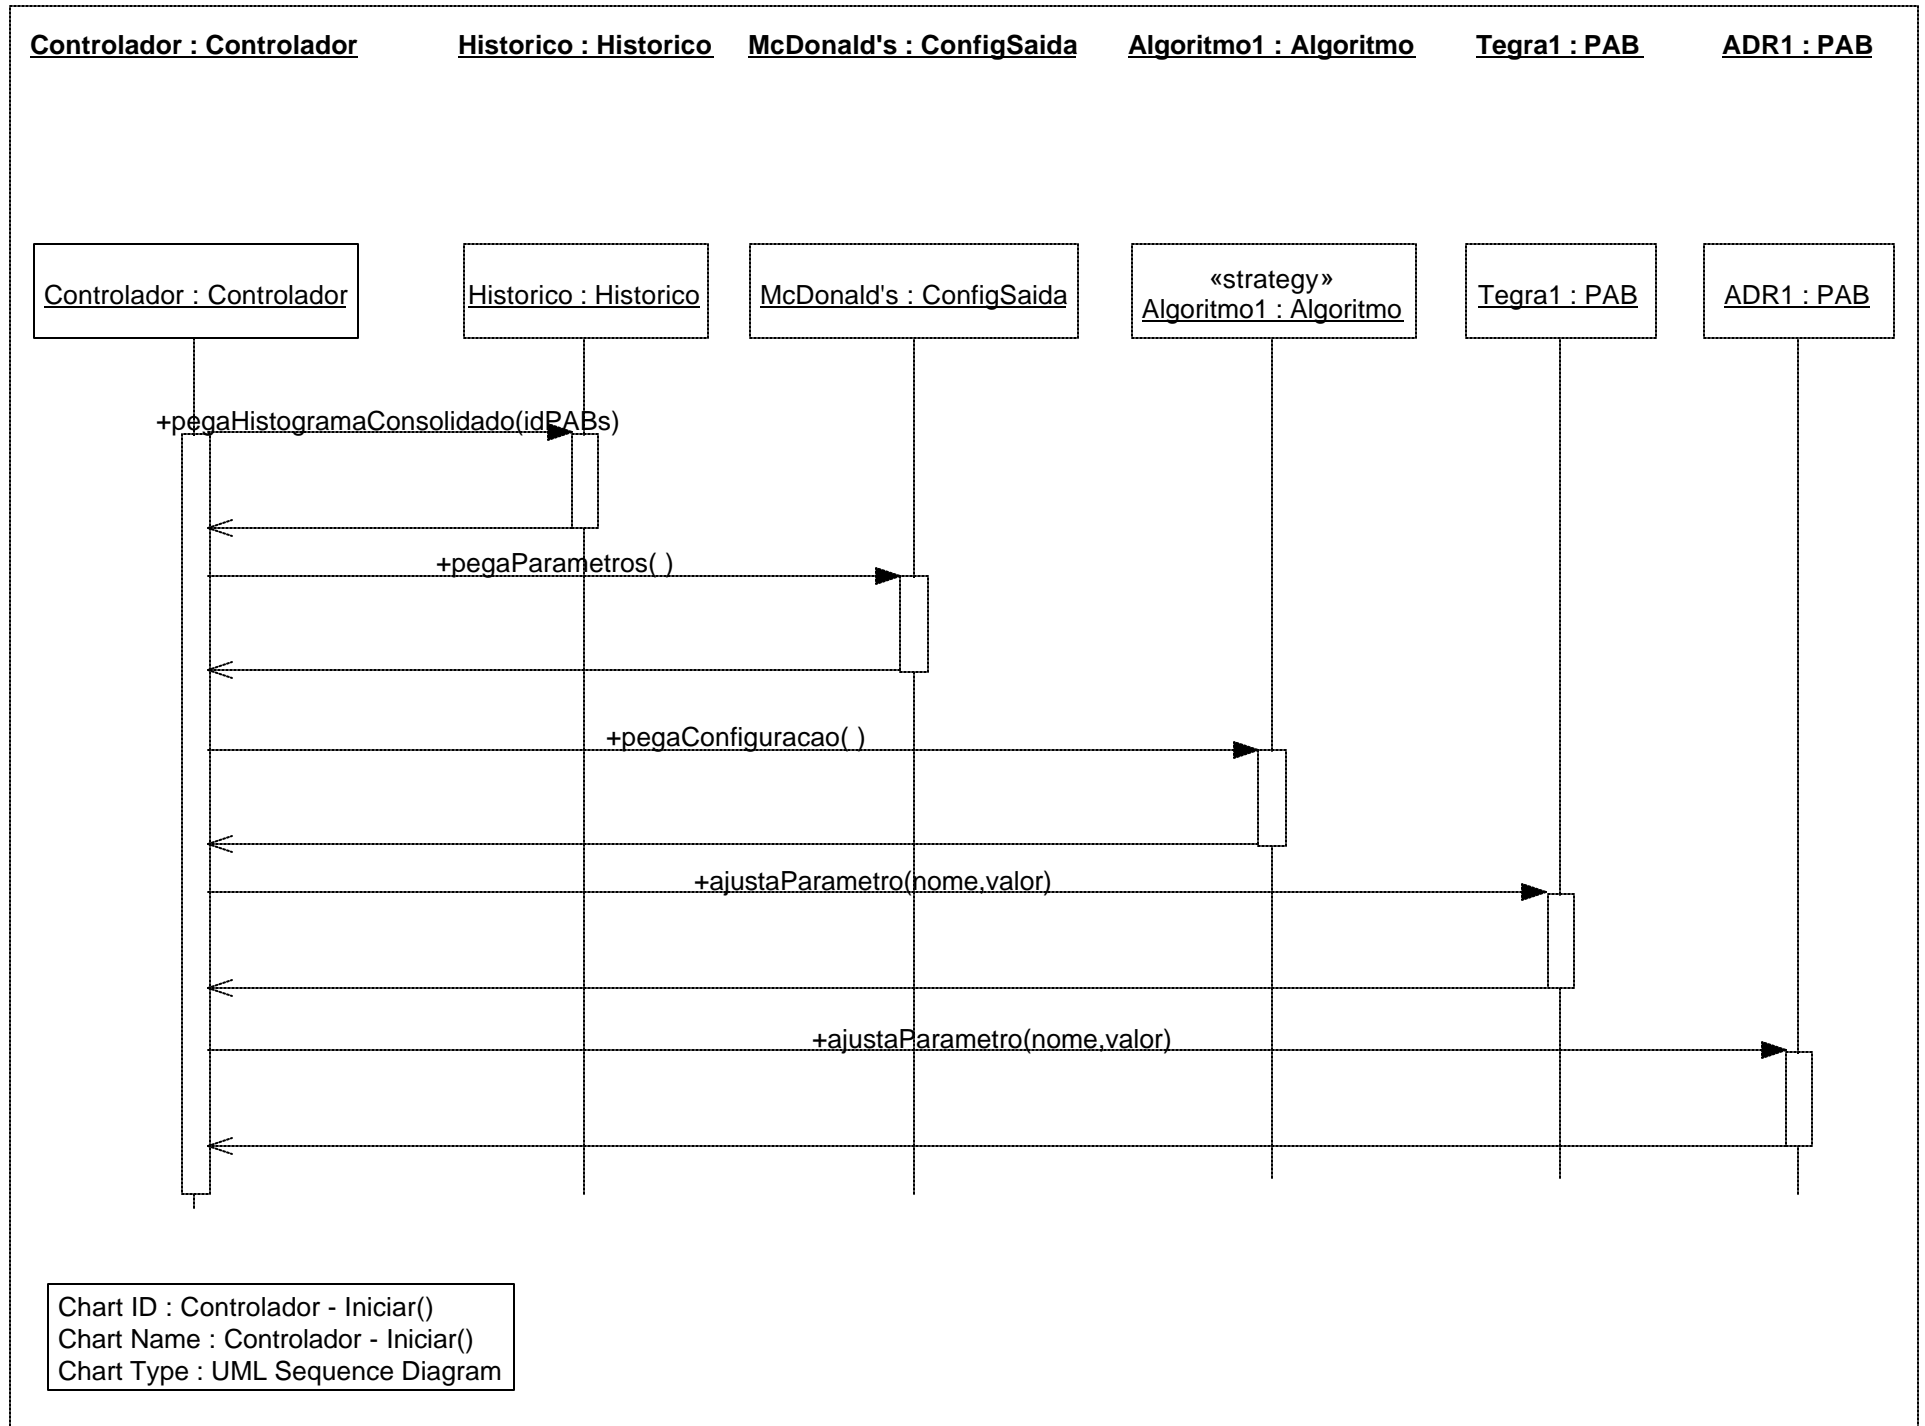 Controlador : Controlador
Historico : Historico
McDonald's : ConfigSaida
Algoritmo1 : Algoritmo
Tegra1 : PAB
ADR1 : PAB
Controlador : Controlador
Historico : Historico
McDonald's : ConfigSaida
«strategy»
Algoritmo1 : Algoritmo
Tegra1 : PAB
ADR1 : PAB
+pegaHistogramaConsolidado(idPABs)
+pegaParametros( )
+pegaConfiguracao( )
+ajustaParametro(nome,valor)
+ajustaParametro(nome,valor)
Chart ID : Controlador - Iniciar()
Chart Name : Controlador - Iniciar()
Chart Type : UML Sequence Diagram